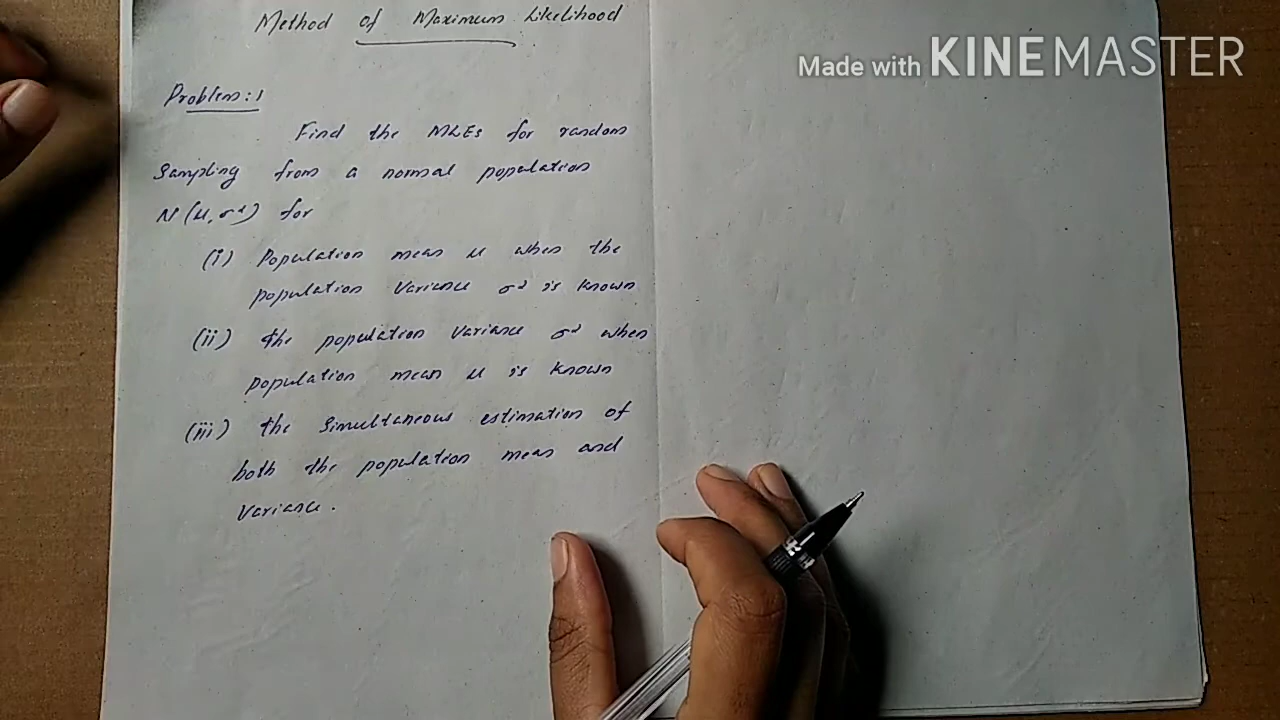 Method of Maximum Likelihood
Made with KINEMASTER
Problem:1
Find the MLEs for random
Sampling from a normal population
N(μ,σ²) for
(i) Population mean μ when the
population variance σ² is known
(ii) the population variance σ² when
population mean μ is known
(iii) the simultaneous estimation of
both the population mean and
variance.